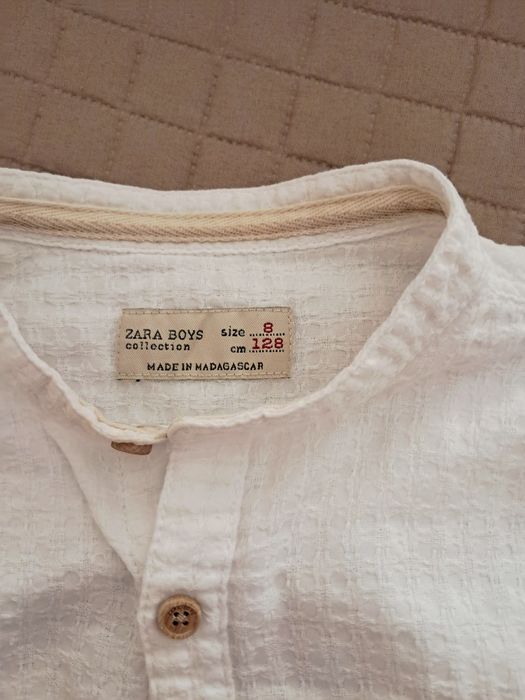 ZARA BOYS size 8
collection cm 128
MADE IN MADAGASCAR